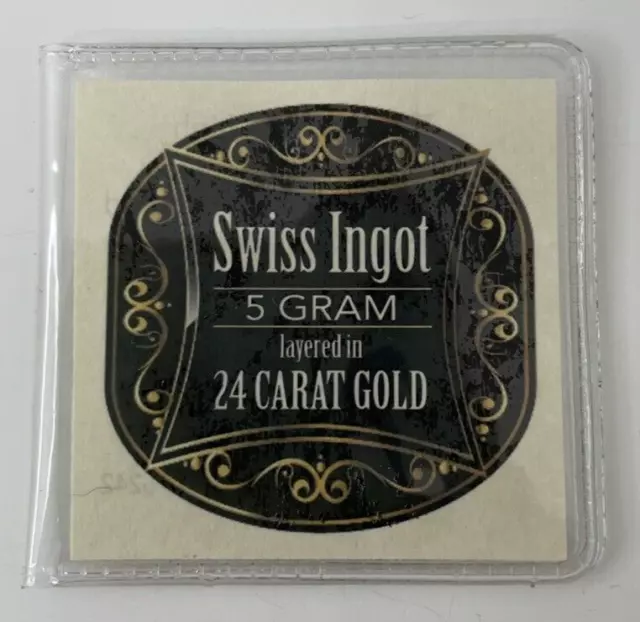 Swiss Ingot
5 GRAM
layered in
24 CARAT GOLD